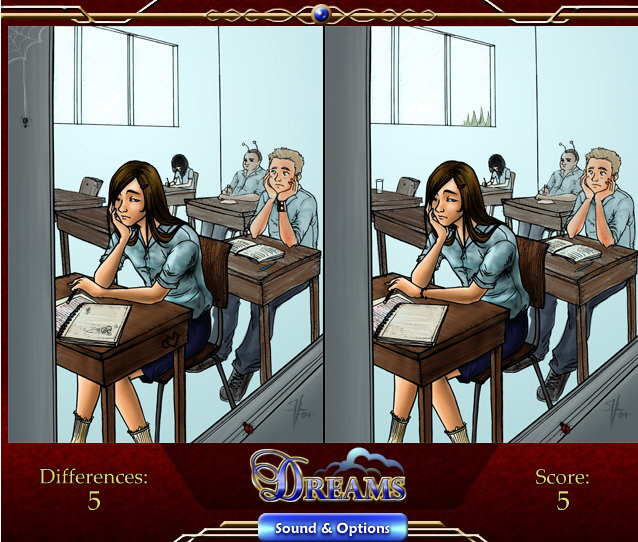 Differences:
5
DREAMS
Score:
5
Sound & Options